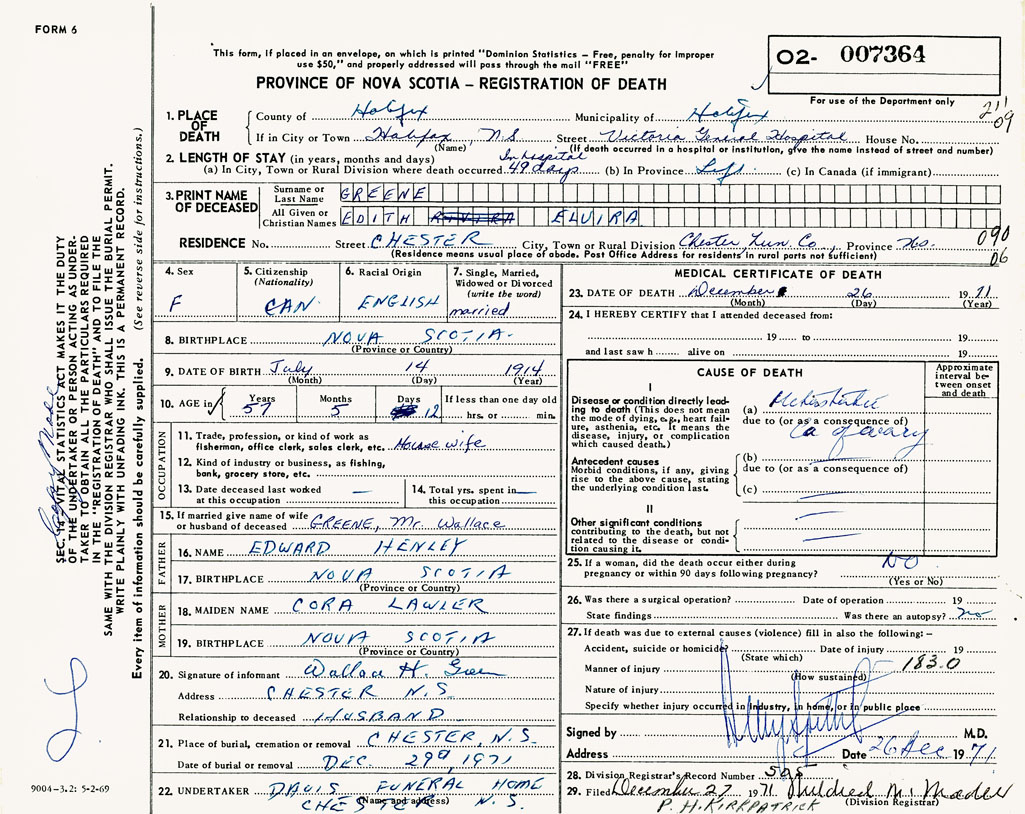 FORM 6
This form, if placed in an envelope, on which is printed "Dominion Statistics – Free, penalty for improper
use $50," and properly addressed will pass through the mail "FREE"
PROVINCE OF NOVA SCOTIA – REGISTRATION OF DEATH
02- 007364
For use of the Department only
211
09
1. PLACE OF DEATH
County of Halifax Municipality of Halifax
If in City or Town Halifax, N.S. Street Victoria General Hospital House No.
(Name) (If death occurred in a hospital or institution, give the name instead of street and number)
2. LENGTH OF STAY (in years, months and days) In hospital
(a) In City, Town or Rural Division where death occurred 49 days (b) In Province Life (c) In Canada (if immigrant)
3. PRINT NAME OF DECEASED
Surname or Last Name GREENE
All Given or Christian Names EDITH ELVIRA
RESIDENCE No. Street CHESTER City, Town or Rural Division Chester Lun. Co., Province N.S.
(Residence means usual place of abode. Post Office Address for residents in rural parts not sufficient)
090
06
4. Sex
F
5. Citizenship
(Nationality)
CAN.
6. Racial Origin
ENGLISH
7. Single, Married, Widowed or Divorced
(write the word)
married
8. BIRTHPLACE NOVA SCOTIA
(Province or Country)
9. DATE OF BIRTH July 14 1914
(Month) (Day) (Year)
10. AGE in
Years 57
Months 5
Days 12
If less than one day old
hrs. or min.
OCCUPATION
11. Trade, profession, or kind of work as
fisherman, office clerk, sales clerk, etc. Housewife
12. Kind of industry or business, as fishing,
bank, grocery store, etc.
13. Date deceased last worked
at this occupation —
14. Total yrs. spent in
this occupation —
15. If married give name of wife
or husband of deceased GREENE, Mr. Wallace
FATHER
16. NAME EDWARD HENLEY
17. BIRTHPLACE NOVA SCOTIA
(Province or Country)
MOTHER
18. MAIDEN NAME CORA LAWLER
19. BIRTHPLACE NOVA SCOTIA
(Province or Country)
20. Signature of informant Wallace H.
Address CHESTER N.S.
Relationship to deceased HUSBAND
21. Place of burial, cremation or removal CHESTER, N.S.
Date of burial or removal DEC. 29th, 1971
22. UNDERTAKER DAVIS FUNERAL HOME
(Name and address)
CHESTER N.S.
MEDICAL CERTIFICATE OF DEATH
23. DATE OF DEATH December 26 1971
(Month) (Day) (Year)
24. I HEREBY CERTIFY that I attended deceased from:
19 to 19
and last saw h alive on 19
CAUSE OF DEATH
Approximate interval between onset and death
I
Disease or condition directly leading to death (This does not
mean the mode of dying, e.g., heart failure, asthenia, etc. It means the
disease, injury, or complication
which caused death.)
(a)
due to (or as a consequence of)
Ca of ovary
Antecedent causes
Morbid conditions, if any, giving
rise to the above cause, stating
the underlying condition last.
(b)
due to (or as a consequence of)
(c)
II
Other significant conditions
contributing to the death, but not
related to the disease or condition causing it.
25. If a woman, did the death occur either during
pregnancy or within 90 days following pregnancy? NO
(Yes or No)
26. Was there a surgical operation? Date of operation 19
State findings Was there an autopsy? no
27. If death was due to external causes (violence) fill in also the following: –
Accident, suicide or homicide? Date of injury 19
(State which)
Manner of injury 183.0
(How sustained)
Nature of injury
Specify whether injury occurred in industry, in home, or in public place
Signed by M.D.
Address Date 26 Dec 1971.
28. Division Registrar's Record Number 595
29. Filed December 27 1971 Mildred M. Mader
(Division Registrar)
P. H. KIRKPATRICK
SEC. 14 VITAL STATISTICS ACT MAKES IT THE DUTY
OF THE UNDERTAKER OR PERSON ACTING AS UNDERTAKER TO OBTAIN ALL THE PARTICULARS REQUIRED
IN THE "REGISTRATION OF DEATH" AND TO FILE THE
SAME WITH THE DIVISION REGISTRAR WHO SHALL ISSUE THE BURIAL PERMIT.
WRITE PLAINLY WITH UNFADING INK. THIS IS A PERMANENT RECORD.
Every item of information should be carefully supplied. (See reverse side for instructions.)
9004-3.2: 5-2-69